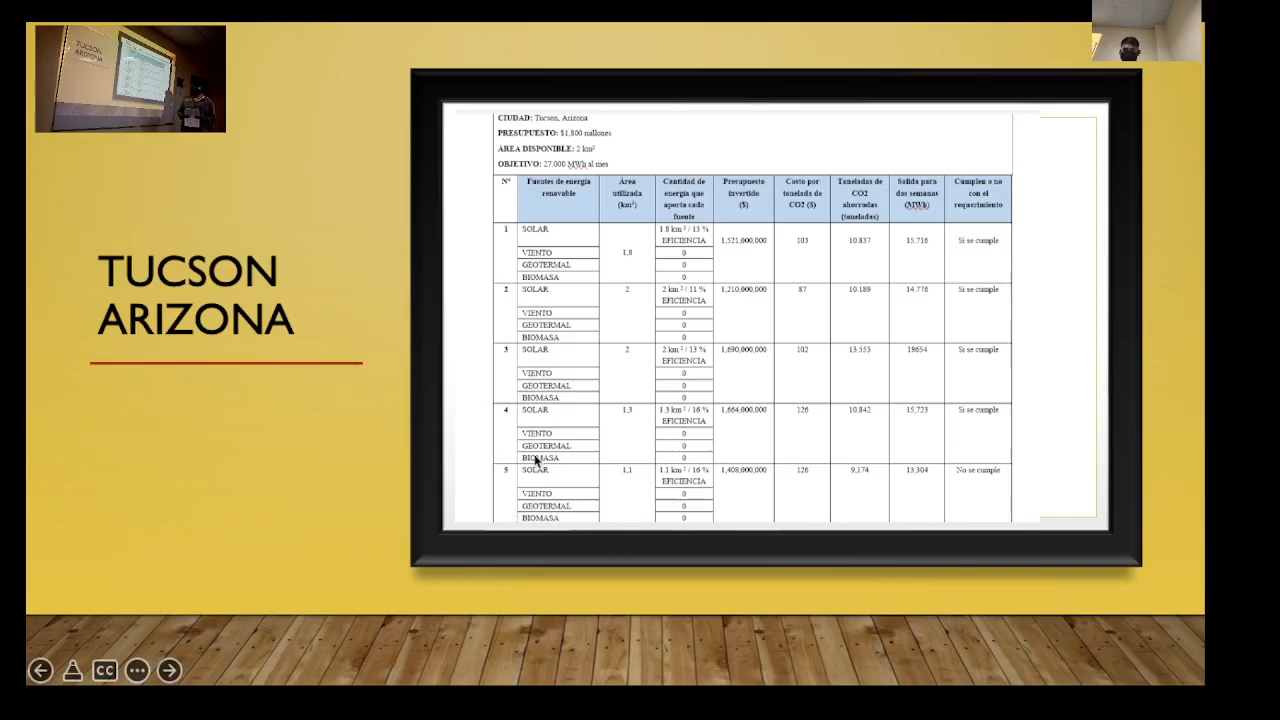 TUCSON
ARIZONA
TUCSON
ARIZONA
CIUDAD: Tucson, Arizona
PRESUPUESTO: $1,800 millones
AREA DISPONIBLE: 2 km²
OBJETIVO: 27.000 MWh al mes
N° Fuentes de energía renovable Área utilizada (km²) Cantidad de energía que aporta cada fuente Presupuesto invertido ($) Costo por tonelada de CO2 ($) Toneladas de CO2 ahorradas (toneladas) Salida para dos semanas (MWh) Cumplen o no con el requerimiento
1 SOLAR 1,8 1.8 km² / 13 % EFICIENCIA 1,521,000,000 103 10.837 15.716 Si se cumple
VIENTO 0
GEOTERMAL 0
BIOMASA 0
2 SOLAR 2 2 km² / 11 % EFICIENCIA 1,210,000,000 87 10.189 14.776 Si se cumple
VIENTO 0
GEOTERMAL 0
BIOMASA 0
3 SOLAR 2 2 km² / 13 % EFICIENCIA 1,690,000,000 102 13.553 19654 Si se cumple
VIENTO 0
GEOTERMAL 0
BIOMASA 0
4 SOLAR 1,3 1.3 km² / 16 % EFICIENCIA 1,664,000,000 126 10,842 15,723 Si se cumple
VIENTO 0
GEOTERMAL 0
BIOMASA 0
5 SOLAR 1,1 1.1 km² / 16 % EFICIENCIA 1,408,000,000 126 9,174 13,304 No se cumple
VIENTO 0
GEOTERMAL 0
BIOMASA 0
CC